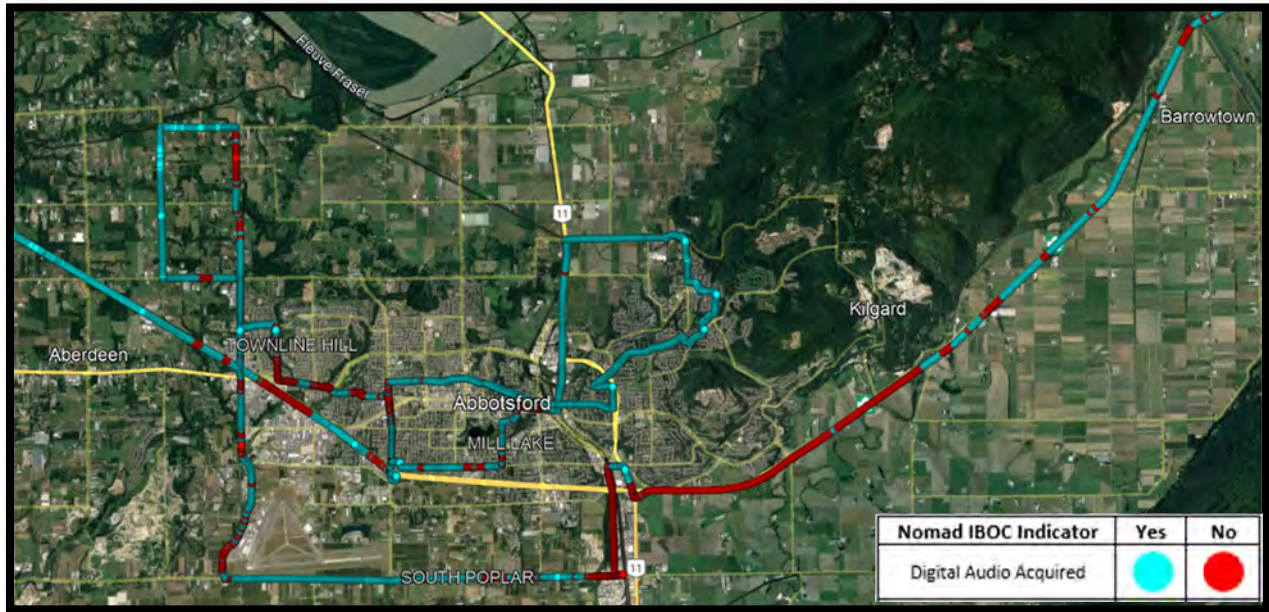 Fleuve Fraser
Barrowtown
11
Kilgard
TOWNLINE HILL
Aberdeen
Abbotsford
MILL LAKE
SOUTH POPLAR
11
Nomad IBOC Indicator Yes No
Digital Audio Acquired